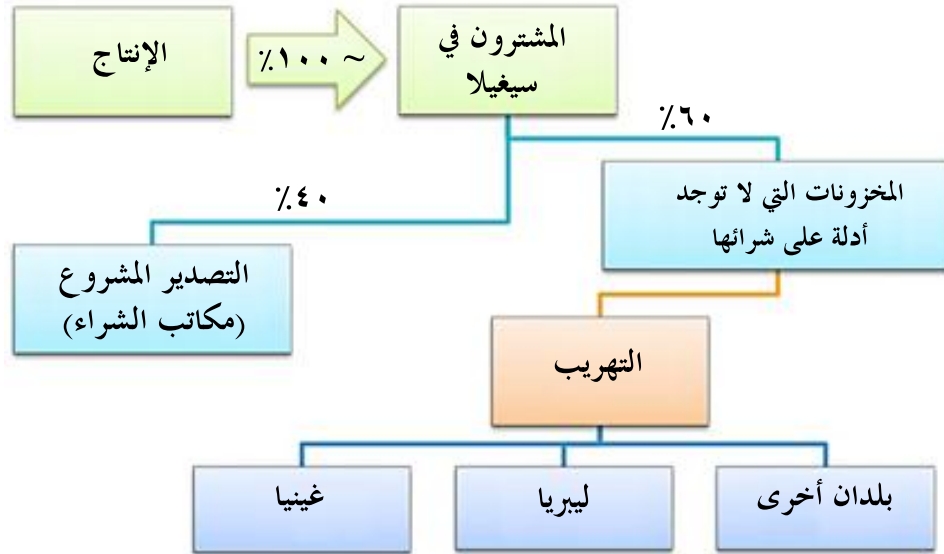 الإنتاج
~ ١٠٠٪
المشترون في
سيغيلا
٦٠٪
٤٠٪
المخزونات التي لا توجد
أدلة على شرائها
التصدير المشروع
(مكاتب الشراء)
التهريب
بلدان أخرى
ليبريا
غينيا